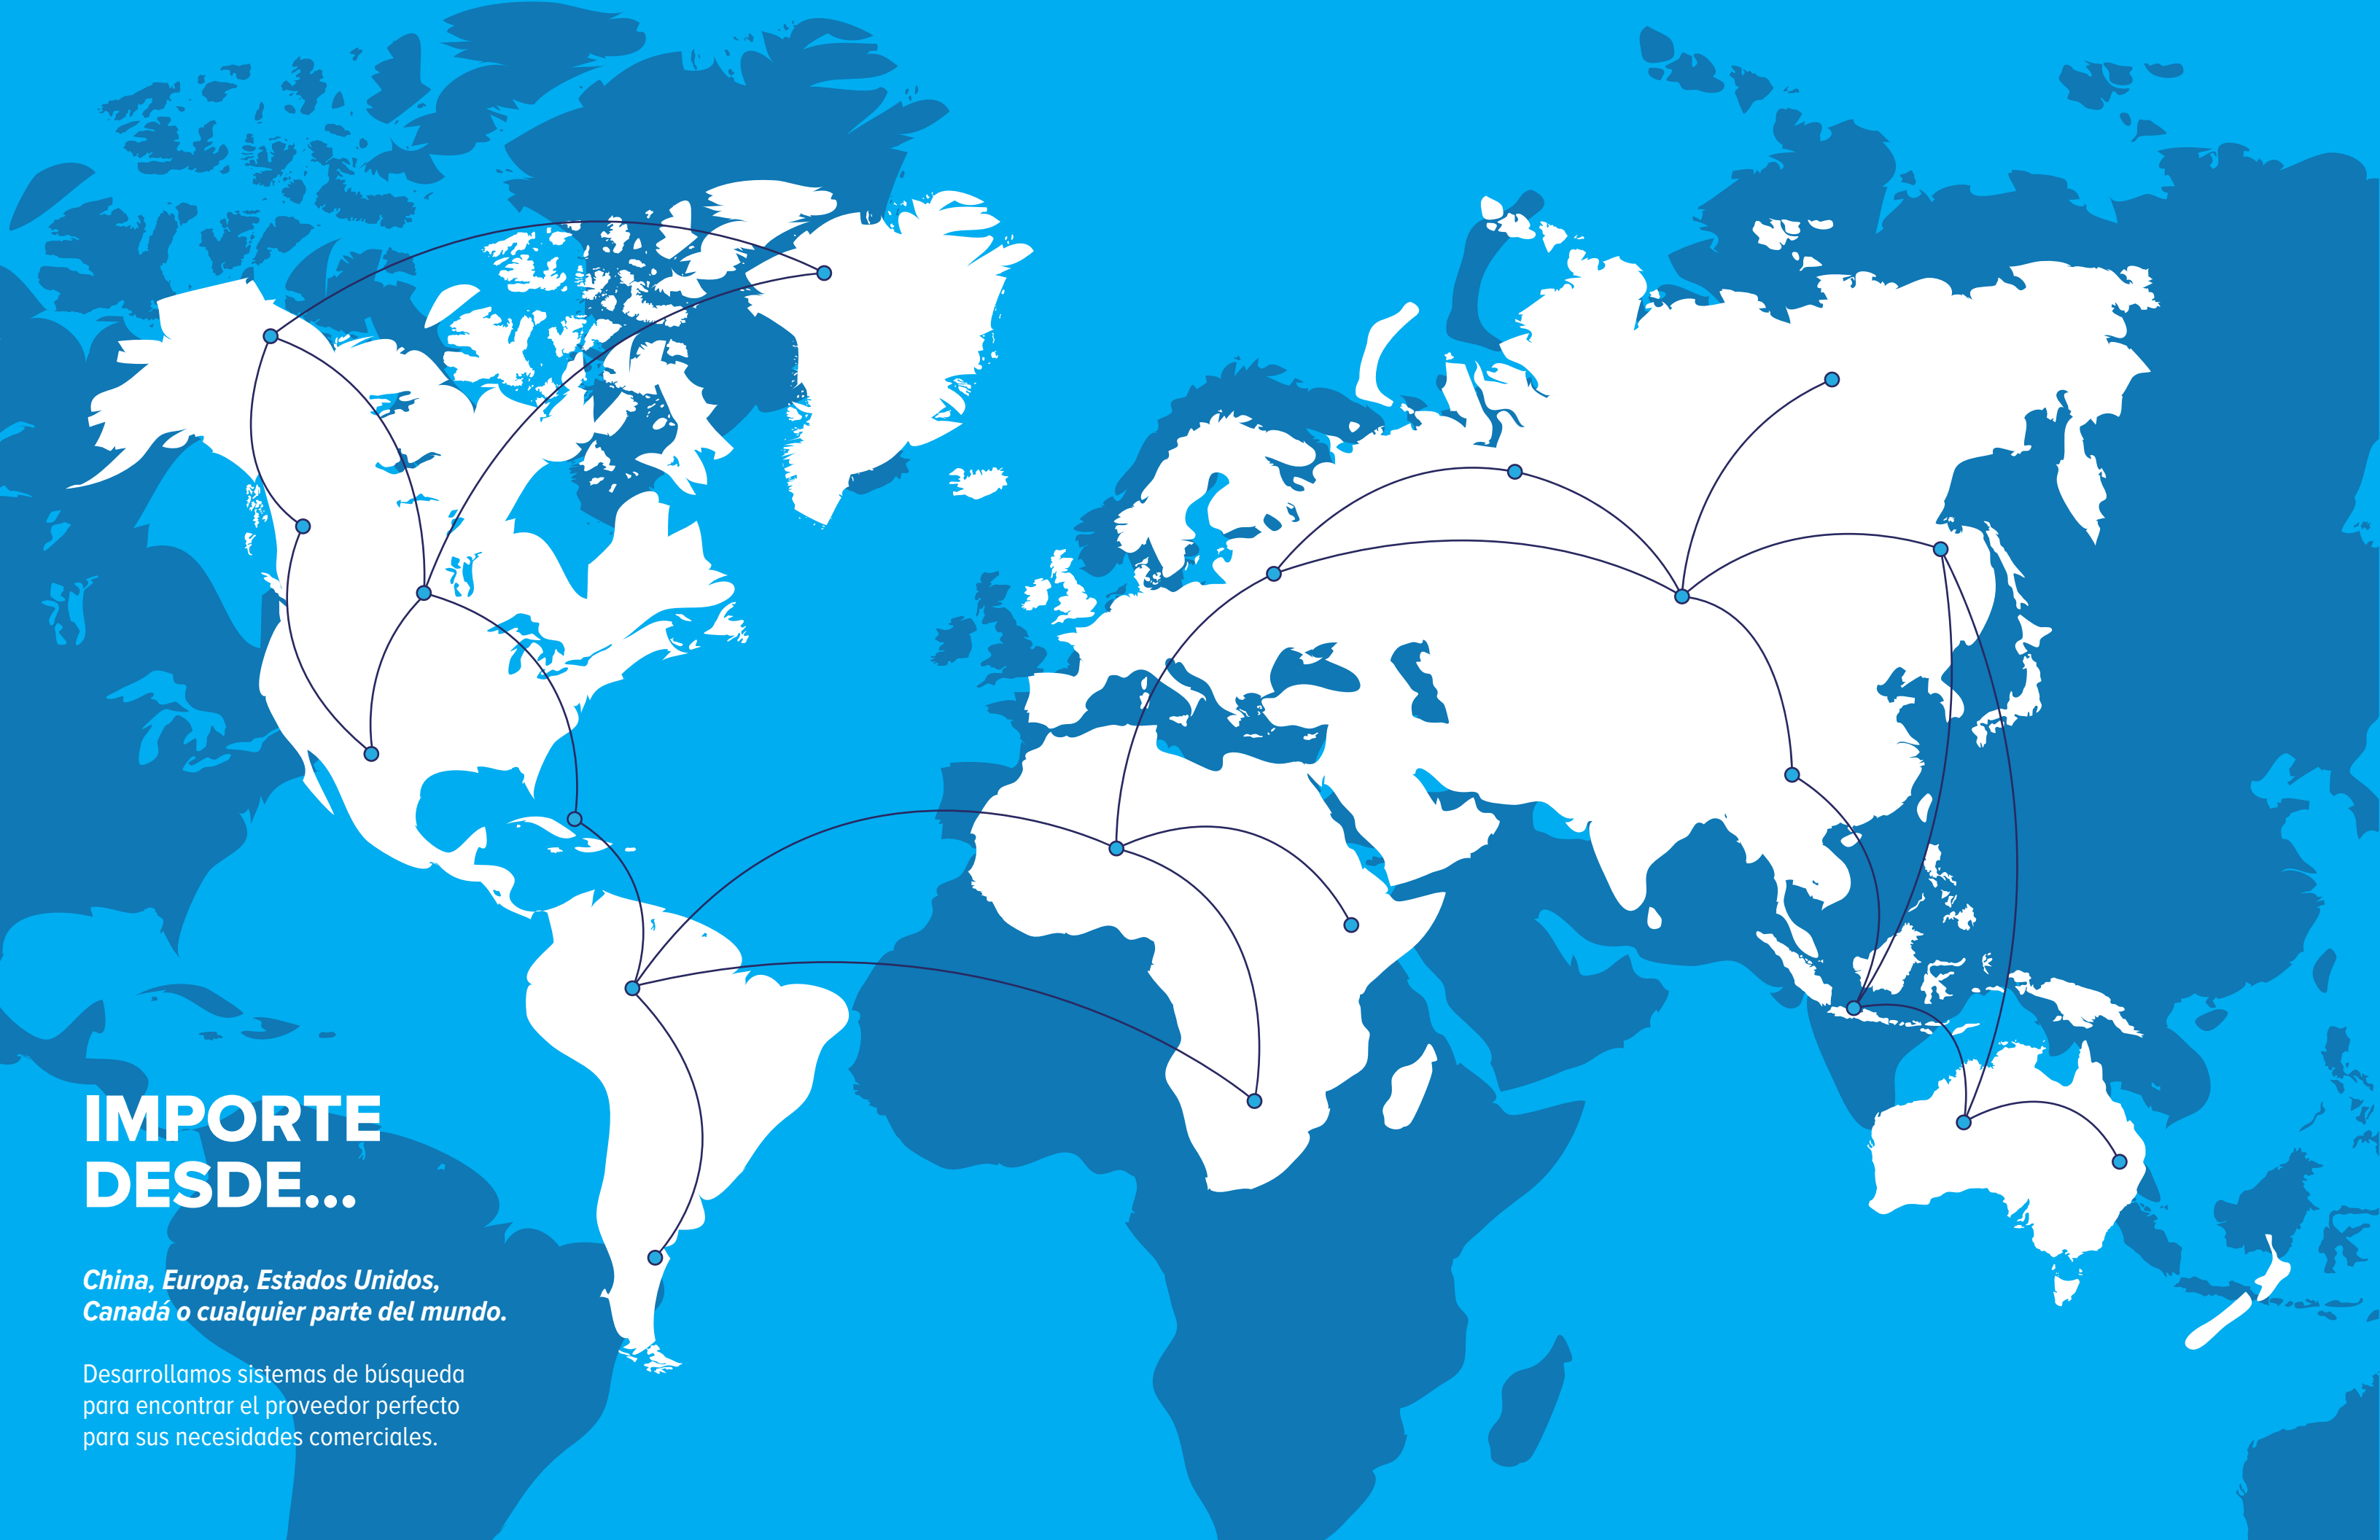 IMPORTE
DESDE...
China, Europa, Estados Unidos,
Canadá o cualquier parte del mundo.
Desarrollamos sistemas de búsqueda
para encontrar el proveedor perfecto
para sus necesidades comerciales.